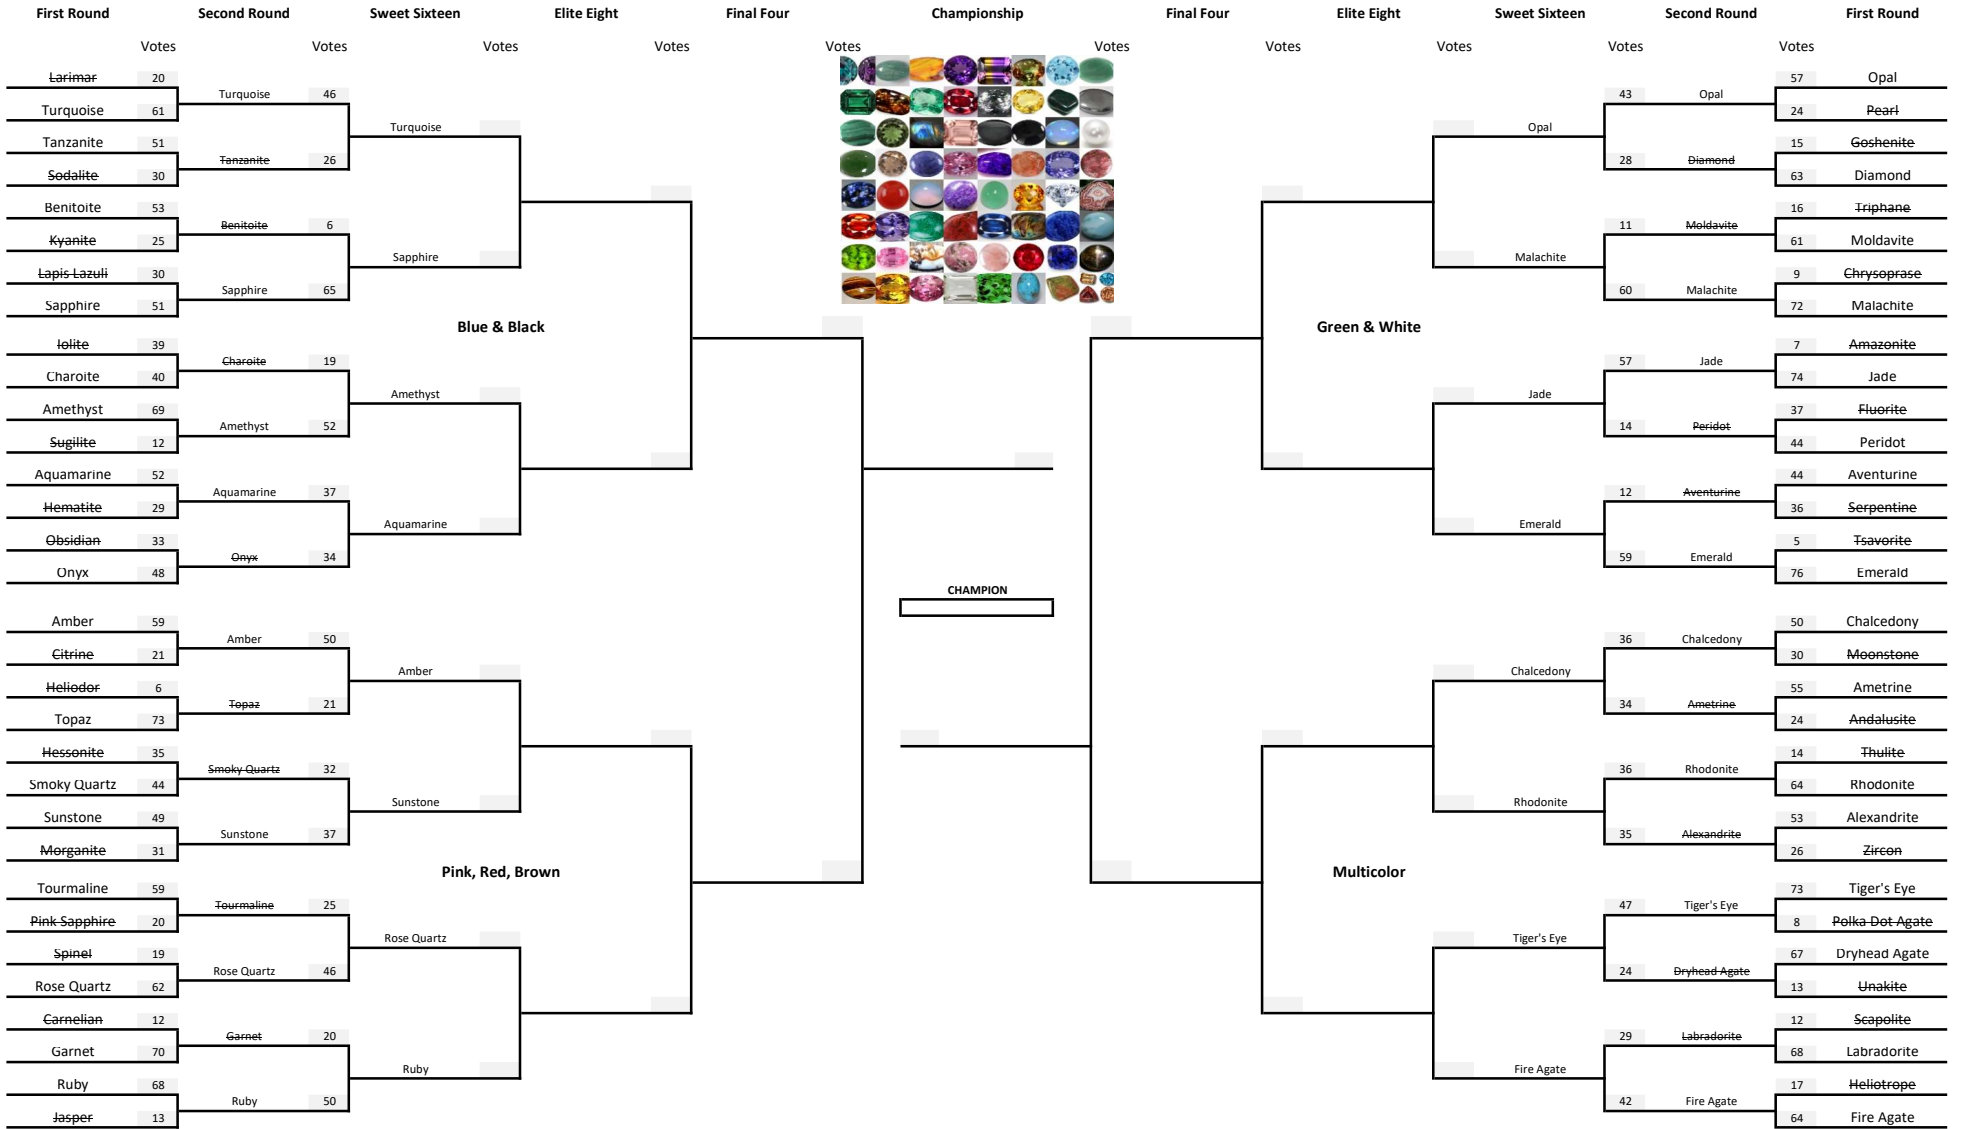 First Round Second Round Sweet Sixteen Elite Eight Final Four Championship Final Four Elite Eight Sweet Sixteen Second Round First Round
Votes Votes Votes Votes Votes Votes Votes Votes Votes Votes
Larimar 20 57 Opal
Turquoise 46 43 Opal
Turquoise 61 24 Pearl
Turquoise Opal
Tanzanite 51 15 Goshenite
Tanzanite 26 28 Diamond
Sodalite 30 63 Diamond
Benitoite 53 16 Triphane
Benitoite 6 11 Moldavite
Kyanite 25 61 Moldavite
Sapphire Malachite
Lapis Lazuli 30 9 Chrysoprase
Sapphire 65 60 Malachite
Sapphire 51 72 Malachite
Blue & Black Green & White
Iolite 39 7 Amazonite
Charoite 19 57 Jade
Charoite 40 74 Jade
Amethyst Jade
Amethyst 69 37 Fluorite
Amethyst 52 14 Peridot
Sugilite 12 44 Peridot
Aquamarine 52 44 Aventurine
Aquamarine 37 12 Aventurine
Hematite 29 36 Serpentine
Aquamarine Emerald
Obsidian 33 5 Tsavorite
Onyx 34 59 Emerald
Onyx 48 76 Emerald
CHAMPION
Amber 59 50 Chalcedony
Amber 50 36 Chalcedony
Citrine 21 30 Moonstone
Amber Chalcedony
Heliodor 6 55 Ametrine
Topaz 21 34 Ametrine
Topaz 73 24 Andalusite
Hessonite 35 14 Thulite
Smoky Quartz 32 36 Rhodonite
Smoky Quartz 44 64 Rhodonite
Sunstone Rhodonite
Sunstone 49 53 Alexandrite
Sunstone 37 35 Alexandrite
Morganite 31 26 Zircon
Pink, Red, Brown Multicolor
Tourmaline 59 73 Tiger's Eye
Tourmaline 25 47 Tiger's Eye
Pink Sapphire 20 8 Polka Dot Agate
Rose Quartz Tiger's Eye
Spinel 19 67 Dryhead Agate
Rose Quartz 46 24 Dryhead Agate
Rose Quartz 62 13 Unakite
Carnelian 12 12 Scapolite
Garnet 20 29 Labradorite
Garnet 70 68 Labradorite
Ruby Fire Agate
Ruby 68 17 Heliotrope
Ruby 50 42 Fire Agate
Jasper 13 64 Fire Agate